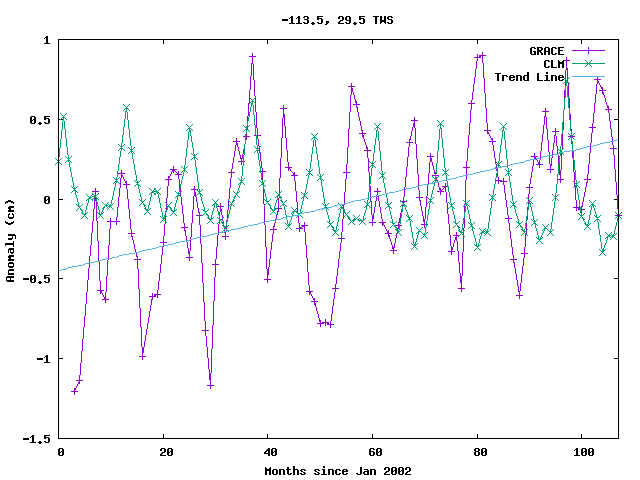 -113.5, 29.5 TWS
GRACE
CLM
Trend Line
1
0.5
0
-0.5
-1
-1.5
Anomaly (cm)
0 20 40 60 80 100
Months since Jan 2002